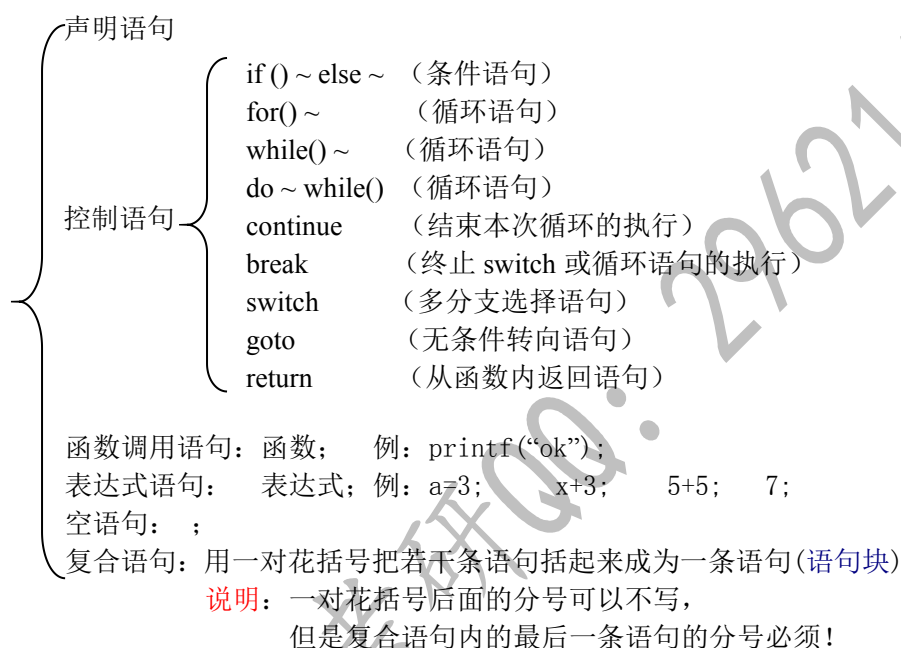 声明语句
if () ~ else ~ （条件语句）
for() ~ （循环语句）
while() ~ （循环语句）
do ~ while() （循环语句）
控制语句
continue （结束本次循环的执行）
break （终止 switch 或循环语句的执行）
switch （多分支选择语句）
goto （无条件转向语句）
return （从函数内返回语句）
函数调用语句：函数； 例：printf(“ok”);
表达式语句： 表达式；例：a=3; x+3; 5+5; 7;
空语句： ；
复合语句：用一对花括号把若干条语句括起来成为一条语句(语句块)
说明：一对花括号后面的分号可以不写，
但是复合语句内的最后一条语句的分号必须！
考研QQ：29621